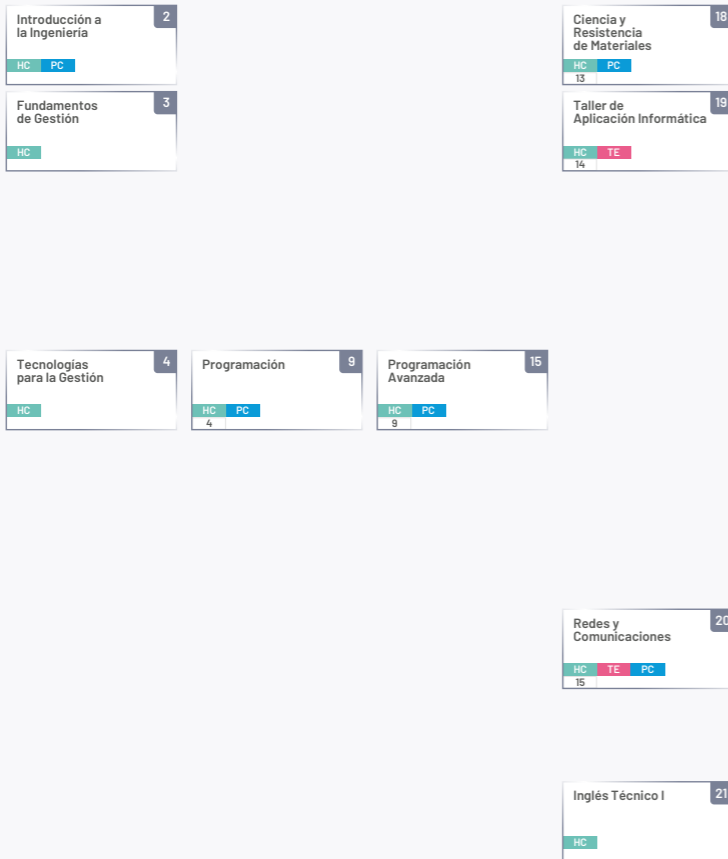 Introducción a
la Ingeniería
2
HC PC
Ciencia y
Resistencia
de Materiales
18
HC PC
13
Fundamentos
de Gestión
3
HC
Taller de
Aplicación Informática
19
HC TE
14
Tecnologías
para la Gestión
4
HC
Programación
9
HC PC
4
Programación
Avanzada
15
HC PC
9
Redes y
Comunicaciones
20
HC TE PC
15
Inglés Técnico I
21
HC